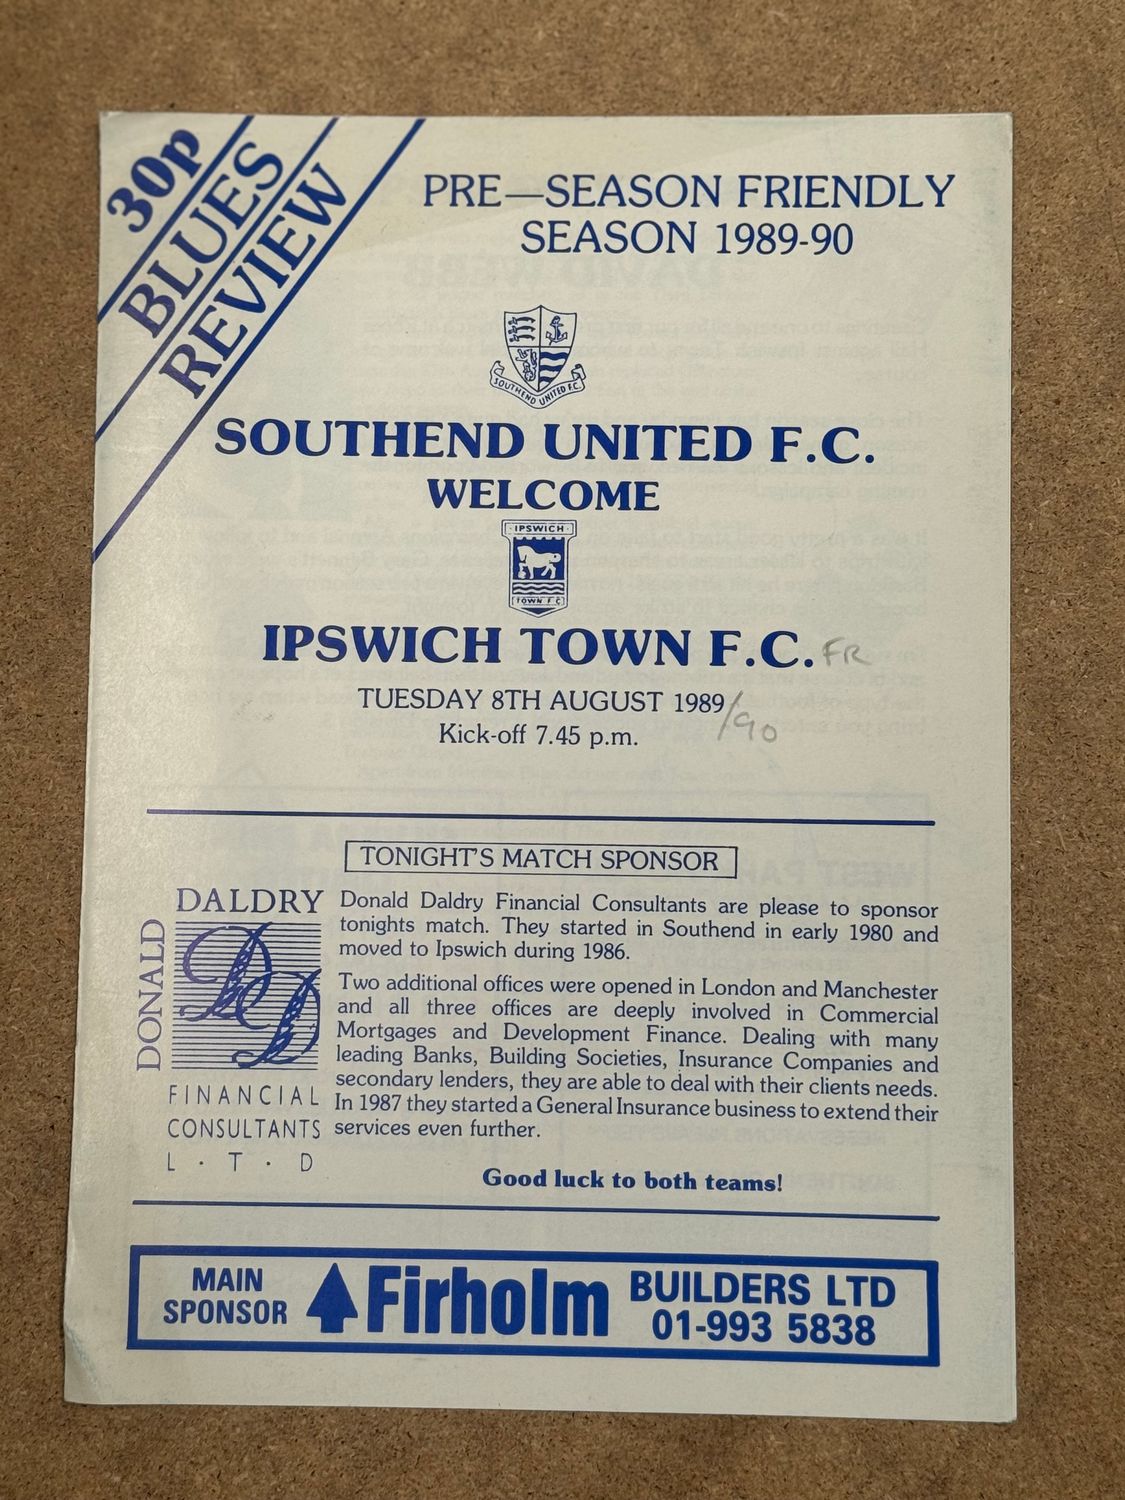 30p
BLUES
REVIEW
PRE—SEASON FRIENDLY
SEASON 1989-90
SOUTHEND UNITED F.C.
SOUTHEND UNITED F.C.
WELCOME
IPSWICH
TOWN F C
IPSWICH TOWN F.C. FR
TUESDAY 8TH AUGUST 1989/90
Kick-off 7.45 p.m.
TONIGHT'S MATCH SPONSOR
DONALD
DALDRY
DD
FINANCIAL
CONSULTANTS
L · T · D
Donald Daldry Financial Consultants are please to sponsor
tonights match. They started in Southend in early 1980 and
moved to Ipswich during 1986.
Two additional offices were opened in London and Manchester
and all three offices are deeply involved in Commercial
Mortgages and Development Finance. Dealing with many
leading Banks, Building Societies, Insurance Companies and
secondary lenders, they are able to deal with their clients needs.
In 1987 they started a General Insurance business to extend their
services even further.
Good luck to both teams!
MAIN
SPONSOR
Firholm
BUILDERS LTD
01-993 5838